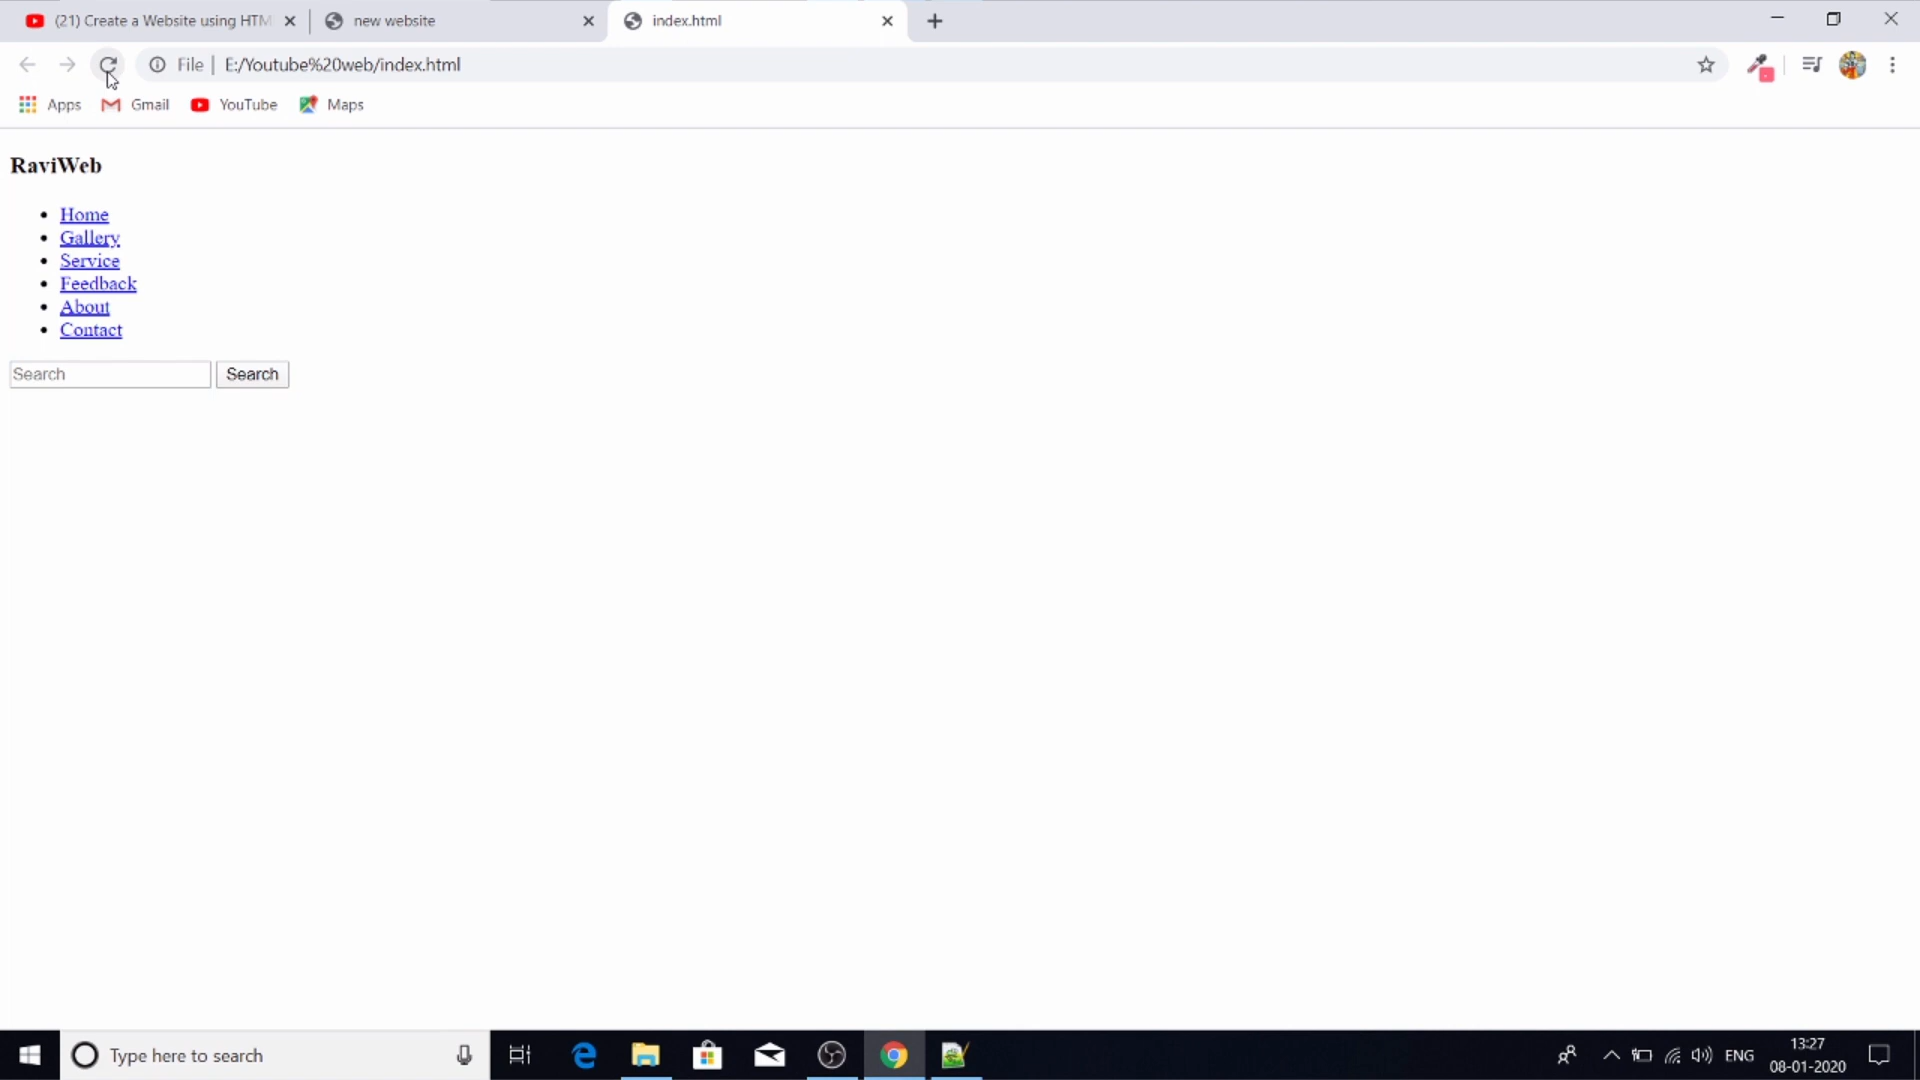 (21) Create a Website using HTM
new website
index.html
File | E:/Youtube%20web/index.html
Apps
Gmail
YouTube
Maps
RaviWeb
Home
Gallery
Service
Feedback
About
Contact
Search Search
Type here to search
ENG
13:27
08-01-2020